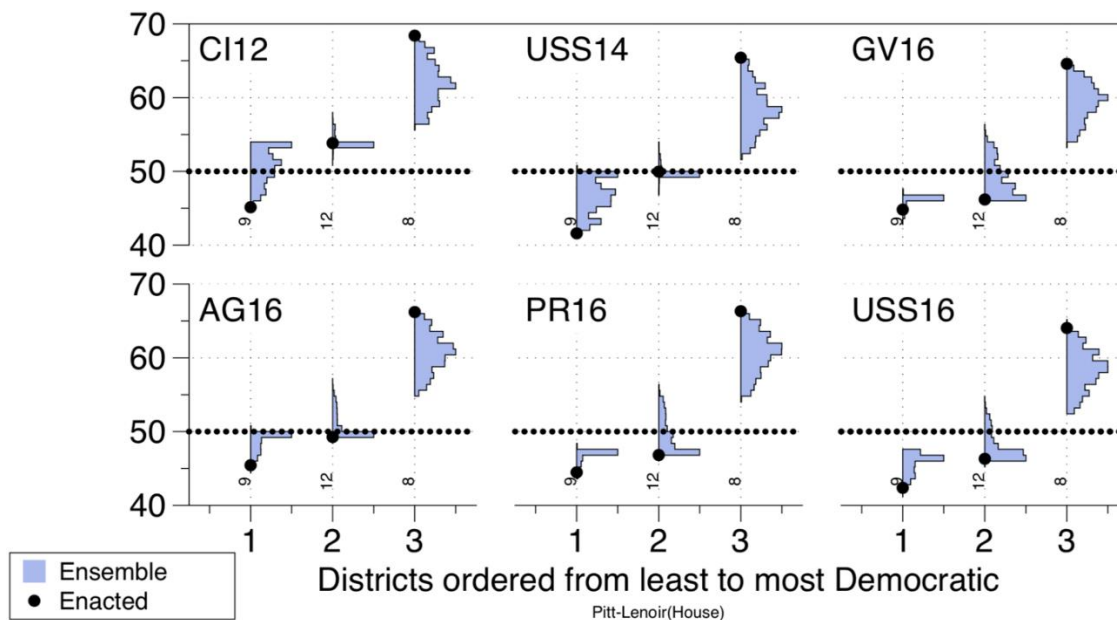 70
60
50
40
CI12
USS14
GV16
9
12
8
9
12
8
9
12
8
70
60
50
40
AG16
PR16
USS16
9
12
8
9
12
8
9
12
8
1 2 3
1 2 3
1 2 3
Ensemble
Enacted
Districts ordered from least to most Democratic
Pitt-Lenoir(House)